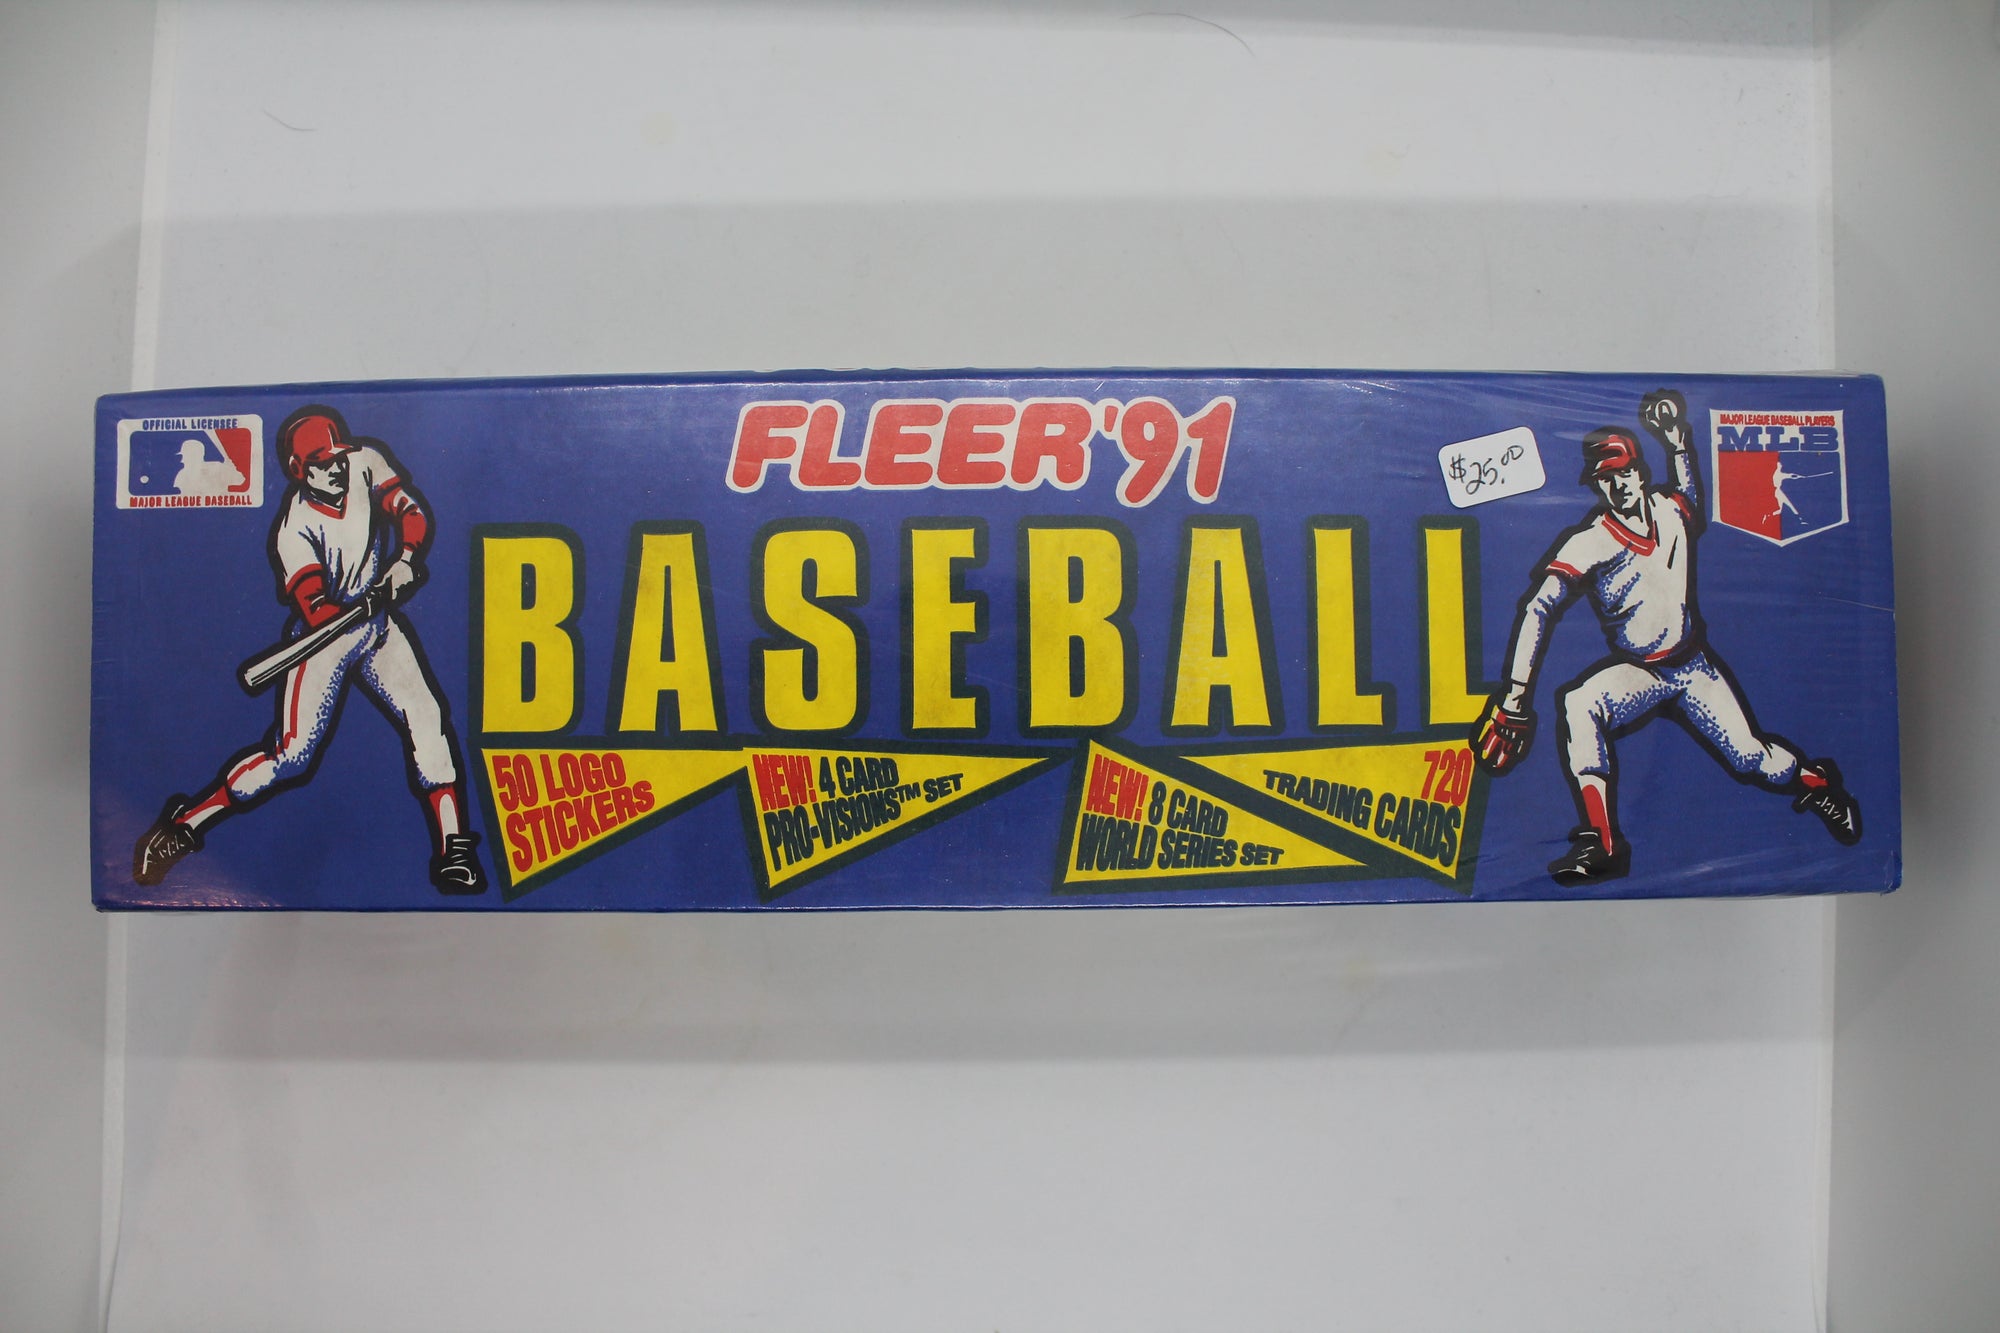 OFFICIAL LICENSEE
MAJOR LEAGUE BASEBALL
FLEER '91
$25.00
MAJOR LEAGUE BASEBALL PLAYERS
MLB
BASEBALL
50 LOGO
STICKERS
NEW! 4 CARD
PRO-VISIONS™ SET
NEW! 8 CARD
WORLD SERIES SET
720
TRADING CARDS